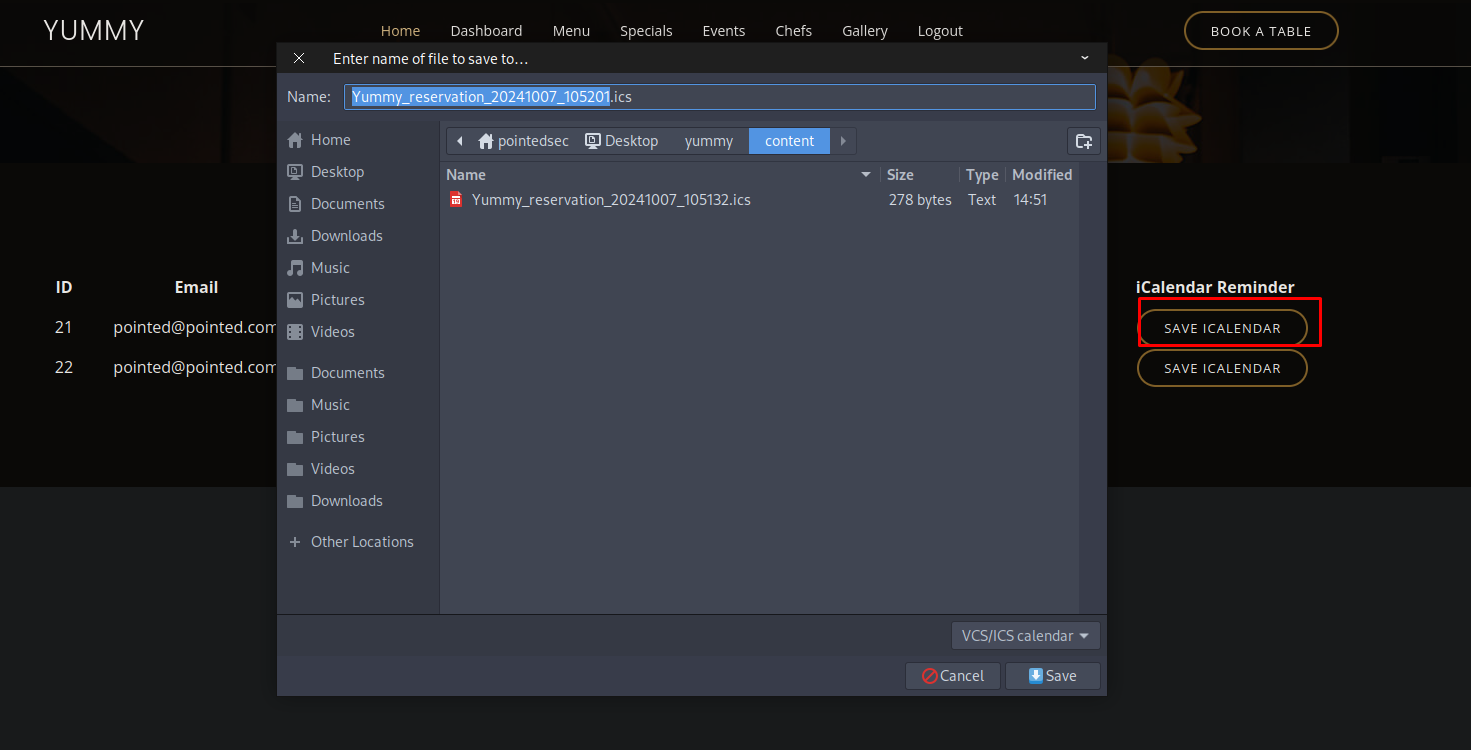 YUMMY Home Dashboard Menu Specials Events Chefs Gallery Logout BOOK A TABLE
Enter name of file to save to...
Name: Yummy_reservation_20241007_105201.ics
Home
Desktop
Documents
Downloads
Music
Pictures
Videos
Documents
Music
Pictures
Videos
Downloads
Other Locations
pointedsec Desktop yummy content
Name Size Type Modified
Yummy_reservation_20241007_105132.ics 278 bytes Text 14:51
VCS/ICS calendar
Cancel Save
ID Email iCalendar Reminder
21 pointed@pointed.com SAVE ICALENDAR
22 pointed@pointed.com SAVE ICALENDAR